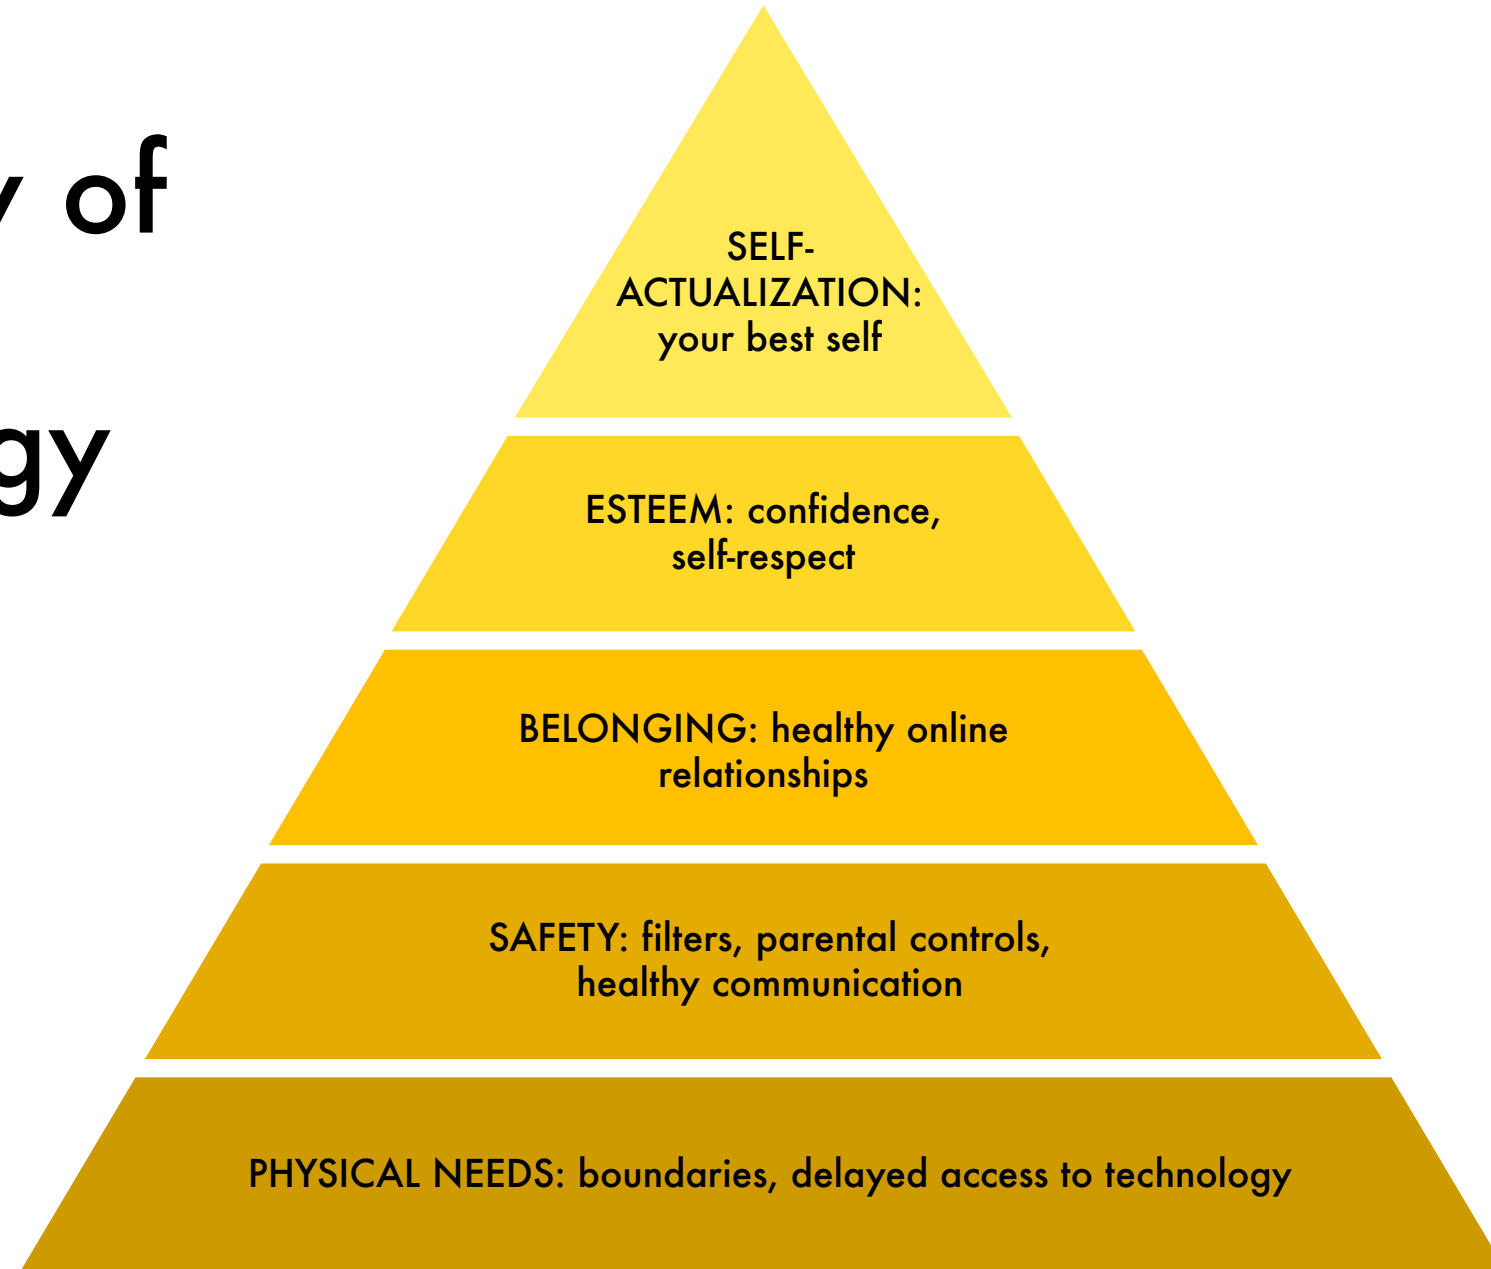 of
SELF-
ACTUALIZATION:
your best self
ESTEEM: confidence,
self-respect
BELONGING: healthy online
relationships
SAFETY: filters, parental controls,
healthy communication
PHYSICAL NEEDS: boundaries, delayed access to technology